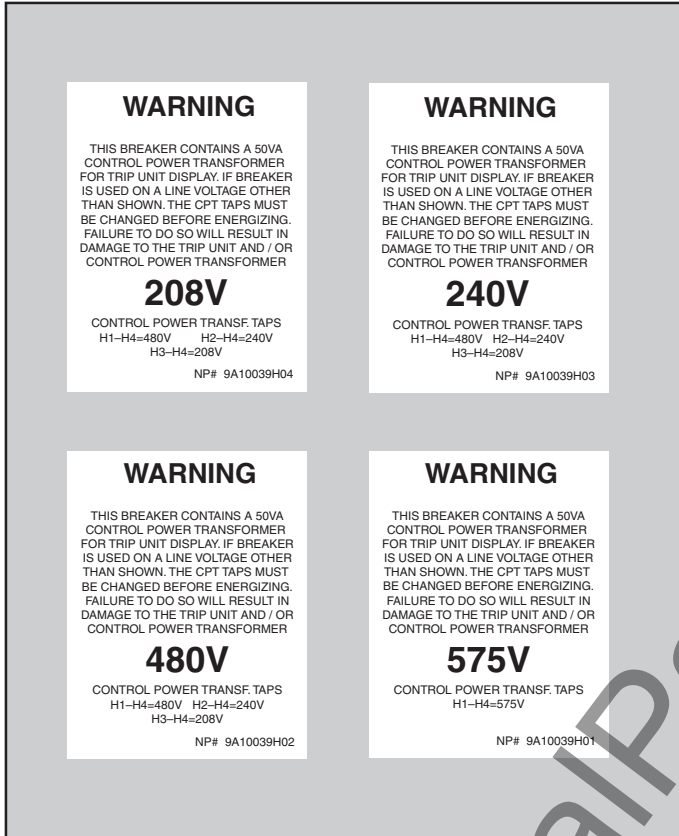 WARNING
THIS BREAKER CONTAINS A 50VA
CONTROL POWER TRANSFORMER
FOR TRIP UNIT DISPLAY. IF BREAKER
IS USED ON A LINE VOLTAGE OTHER
THAN SHOWN. THE CPT TAPS MUST
BE CHANGED BEFORE ENERGIZING.
FAILURE TO DO SO WILL RESULT IN
DAMAGE TO THE TRIP UNIT AND / OR
CONTROL POWER TRANSFORMER
208V
CONTROL POWER TRANSF. TAPS
H1–H4=480V H2–H4=240V
H3–H4=208V
NP# 9A10039H04
WARNING
THIS BREAKER CONTAINS A 50VA
CONTROL POWER TRANSFORMER
FOR TRIP UNIT DISPLAY. IF BREAKER
IS USED ON A LINE VOLTAGE OTHER
THAN SHOWN. THE CPT TAPS MUST
BE CHANGED BEFORE ENERGIZING.
FAILURE TO DO SO WILL RESULT IN
DAMAGE TO THE TRIP UNIT AND / OR
CONTROL POWER TRANSFORMER
240V
CONTROL POWER TRANSF. TAPS
H1–H4=480V H2–H4=240V
H3–H4=208V
NP# 9A10039H03
WARNING
THIS BREAKER CONTAINS A 50VA
CONTROL POWER TRANSFORMER
FOR TRIP UNIT DISPLAY. IF BREAKER
IS USED ON A LINE VOLTAGE OTHER
THAN SHOWN. THE CPT TAPS MUST
BE CHANGED BEFORE ENERGIZING.
FAILURE TO DO SO WILL RESULT IN
DAMAGE TO THE TRIP UNIT AND / OR
CONTROL POWER TRANSFORMER
480V
CONTROL POWER TRANSF. TAPS
H1–H4=480V H2–H4=240V
H3–H4=208V
NP# 9A10039H02
WARNING
THIS BREAKER CONTAINS A 50VA
CONTROL POWER TRANSFORMER
FOR TRIP UNIT DISPLAY. IF BREAKER
IS USED ON A LINE VOLTAGE OTHER
THAN SHOWN. THE CPT TAPS MUST
BE CHANGED BEFORE ENERGIZING.
FAILURE TO DO SO WILL RESULT IN
DAMAGE TO THE TRIP UNIT AND / OR
CONTROL POWER TRANSFORMER
575V
CONTROL POWER TRANSF. TAPS
H1–H4=575V
NP# 9A10039H01